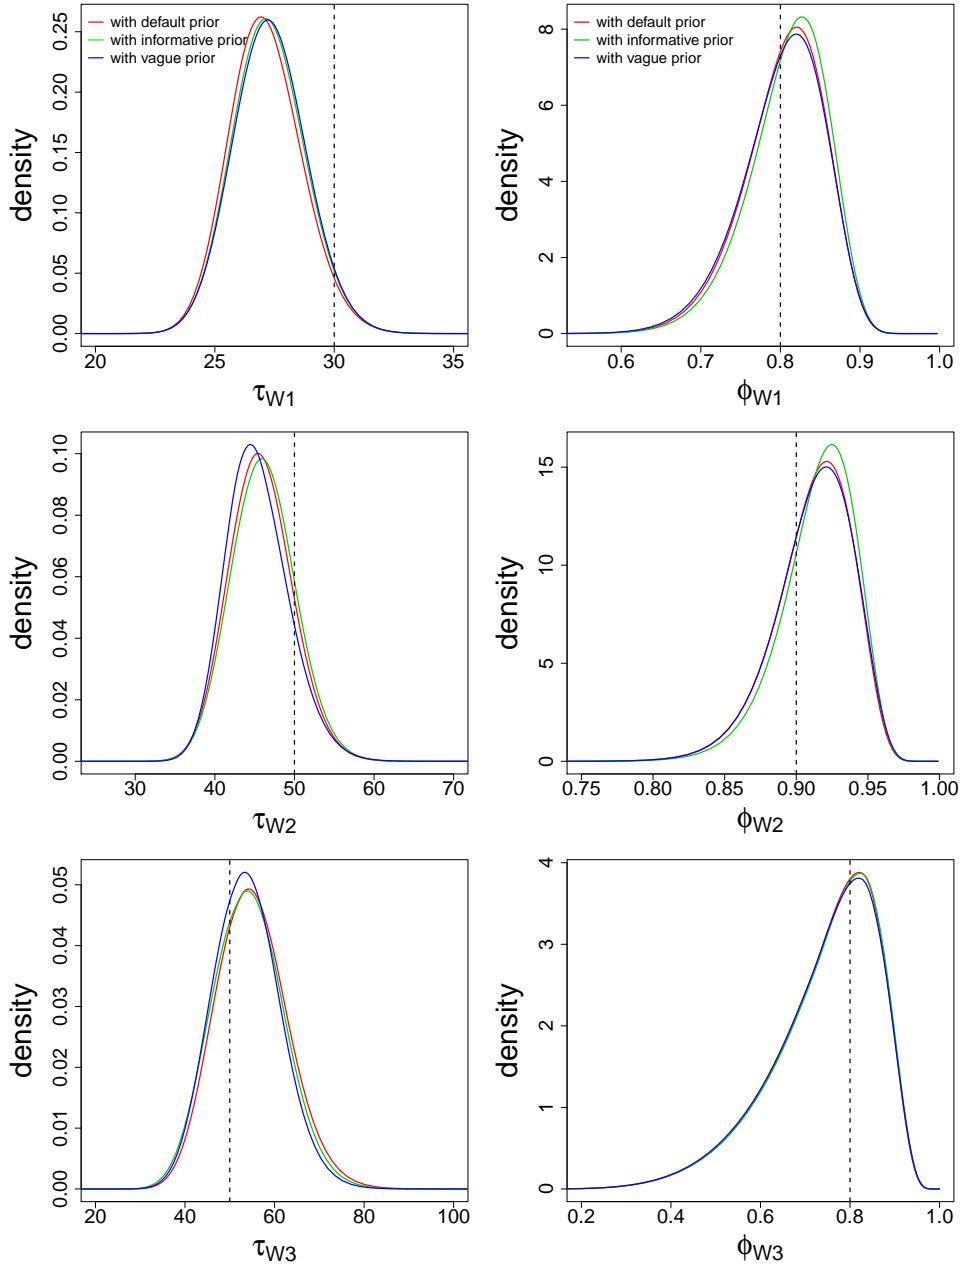 with default prior
with informative prior
with vague prior
density
0.00 0.05 0.10 0.15 0.20 0.25
20 25 30 35
τW1
with default prior
with informative prior
with vague prior
density
0 2 4 6 8
0.6 0.7 0.8 0.9 1.0
ϕW1
density
0.00 0.02 0.04 0.06 0.08 0.10
30 40 50 60 70
τW2
density
0 5 10 15
0.75 0.80 0.85 0.90 0.95 1.00
ϕW2
density
0.00 0.01 0.02 0.03 0.04 0.05
20 40 60 80 100
τW3
density
0 1 2 3 4
0.2 0.4 0.6 0.8 1.0
ϕW3